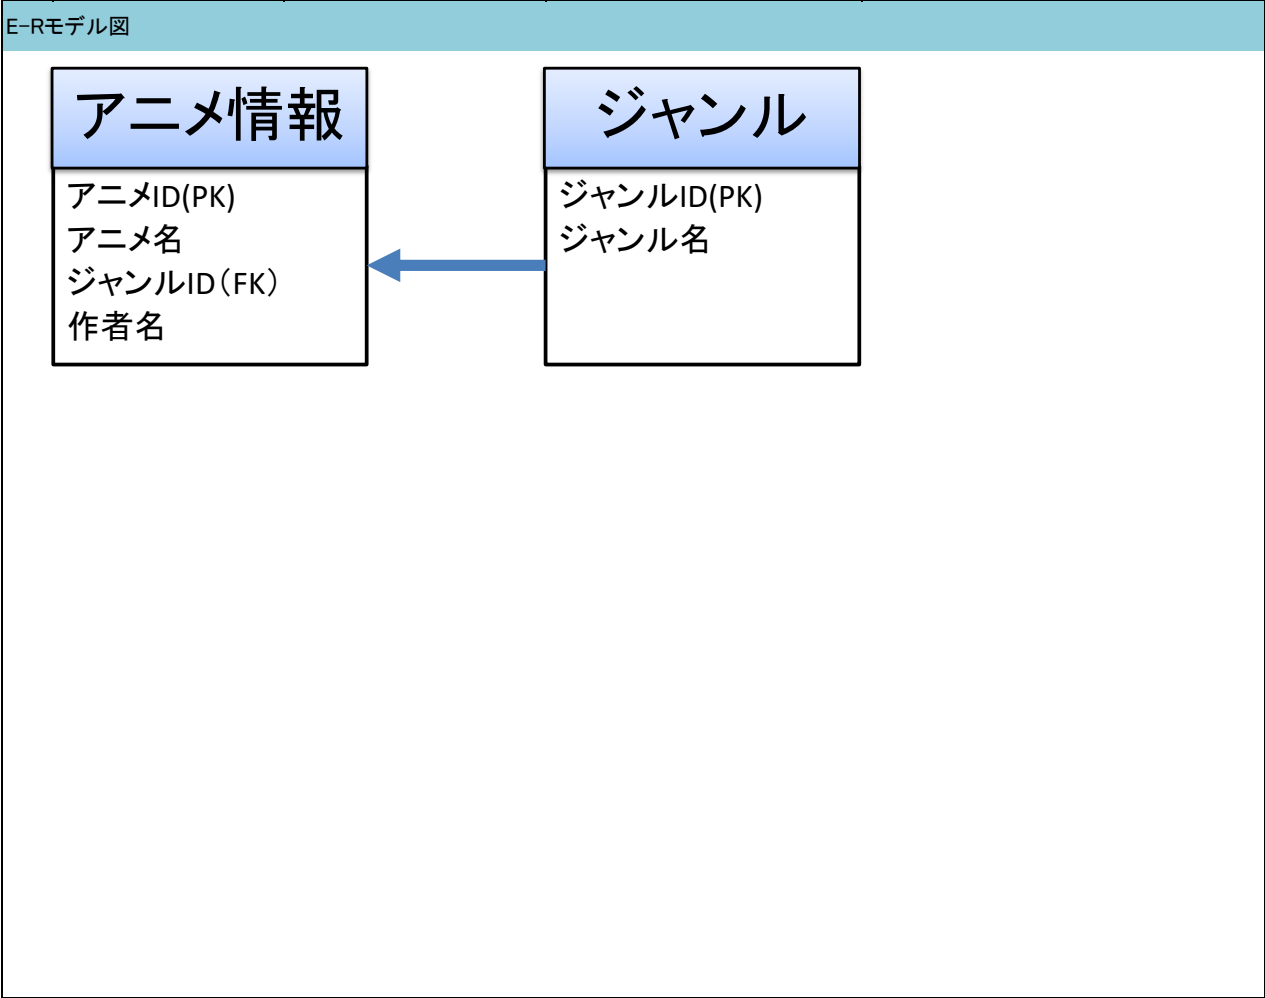 E-Rモデル図
アニメ情報
アニメID(PK)
アニメ名
ジャンルID（FK）
作者名
ジャンル
ジャンルID(PK)
ジャンル名